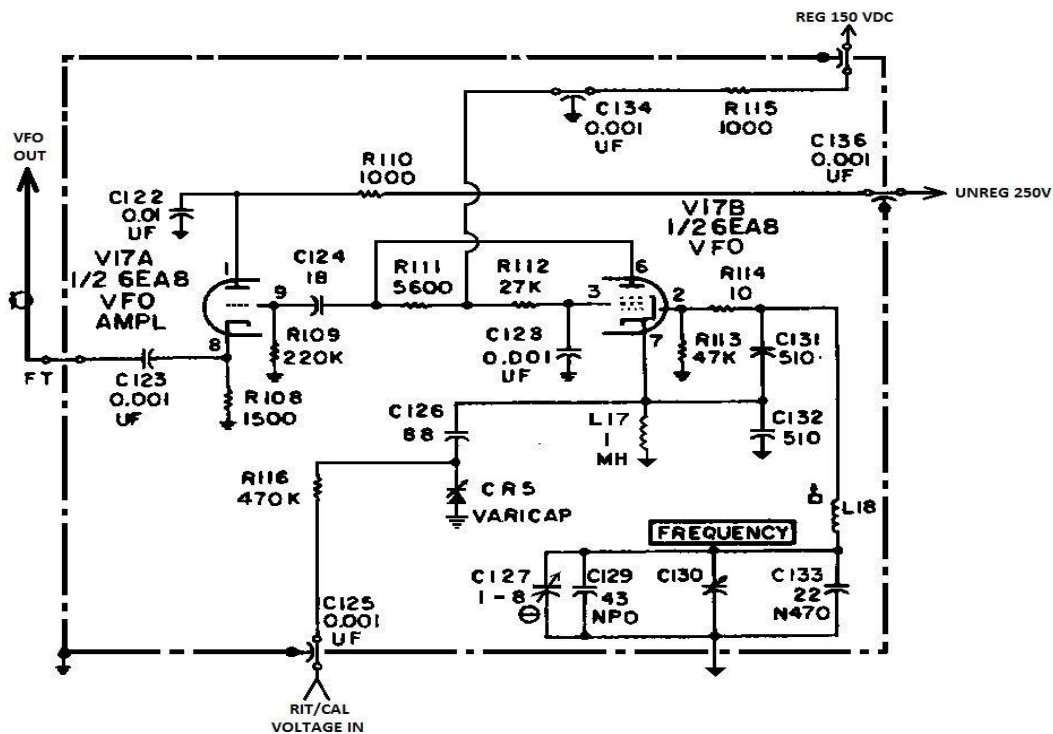 REG 150 VDC
VFO
OUT
C134
0.001
UF
R115
1000
C136
0.001
UF
UNREG 250V
R110
1000
C122
0.01
UF
V17A
1/2 6EA8
VFO
AMPL
1
9
8
C124
18
R111
5600
R112
27K
V17B
1/2 6EA8
VFO
6
3
2
7
R114
10
R109
220K
C128
0.001
UF
R113
47K
C131
510
FT
C123
0.001
UF
R108
1500
C126
88
L17
1
MH
C132
510
R116
470K
CR5
VARICAP
L18
FREQUENCY
C127
1-8
C129
43
NPO
C130
C133
22
N470
C125
0.001
UF
RIT/CAL
VOLTAGE IN